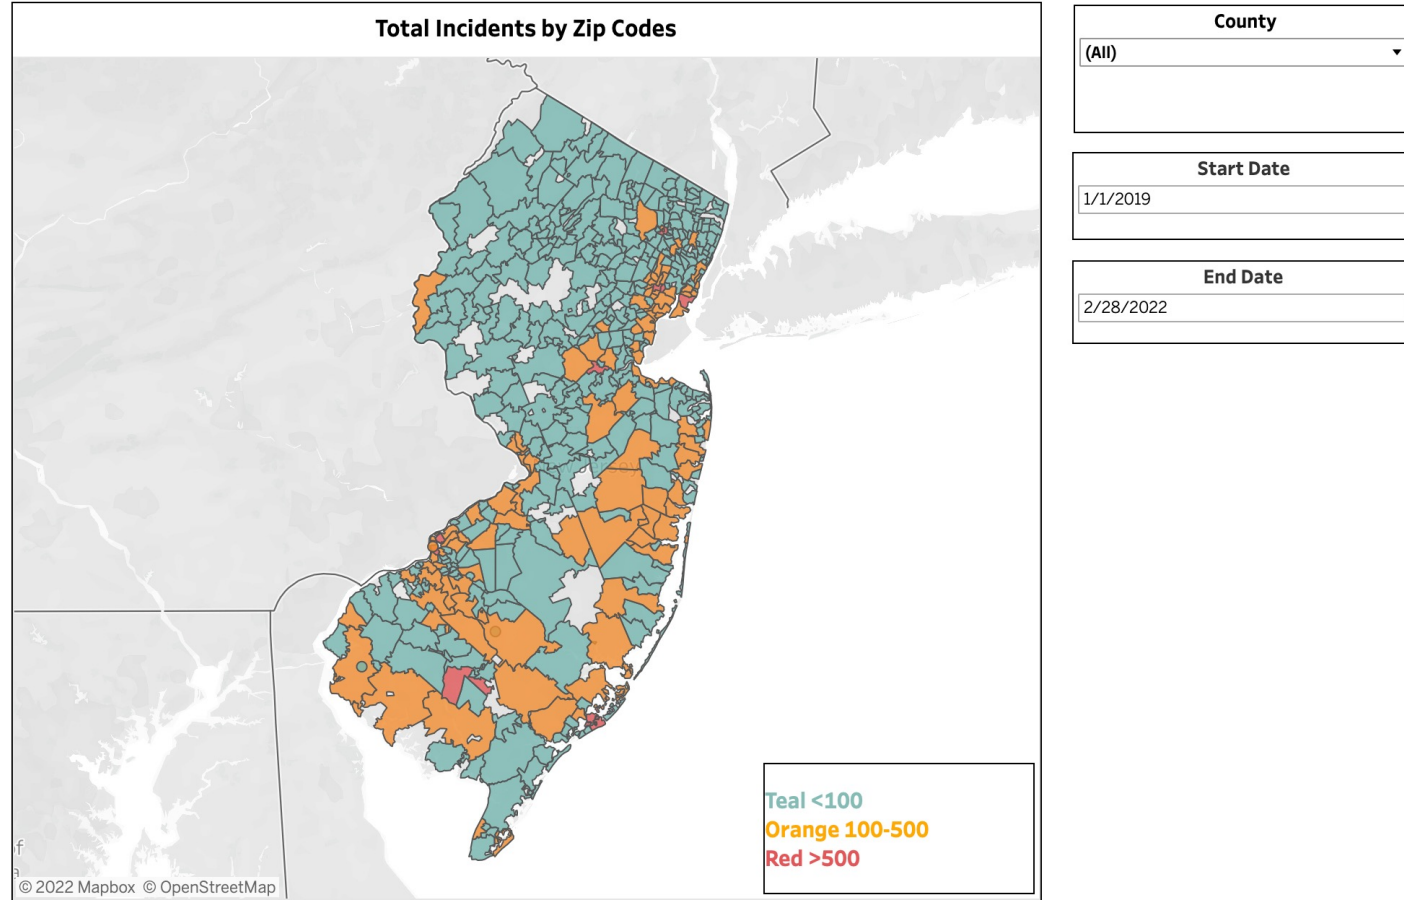 Total Incidents by Zip Codes
County
(All)
Start Date
1/1/2019
End Date
2/28/2022
Teal <100
Orange 100-500
Red >500
© 2022 Mapbox © OpenStreetMap